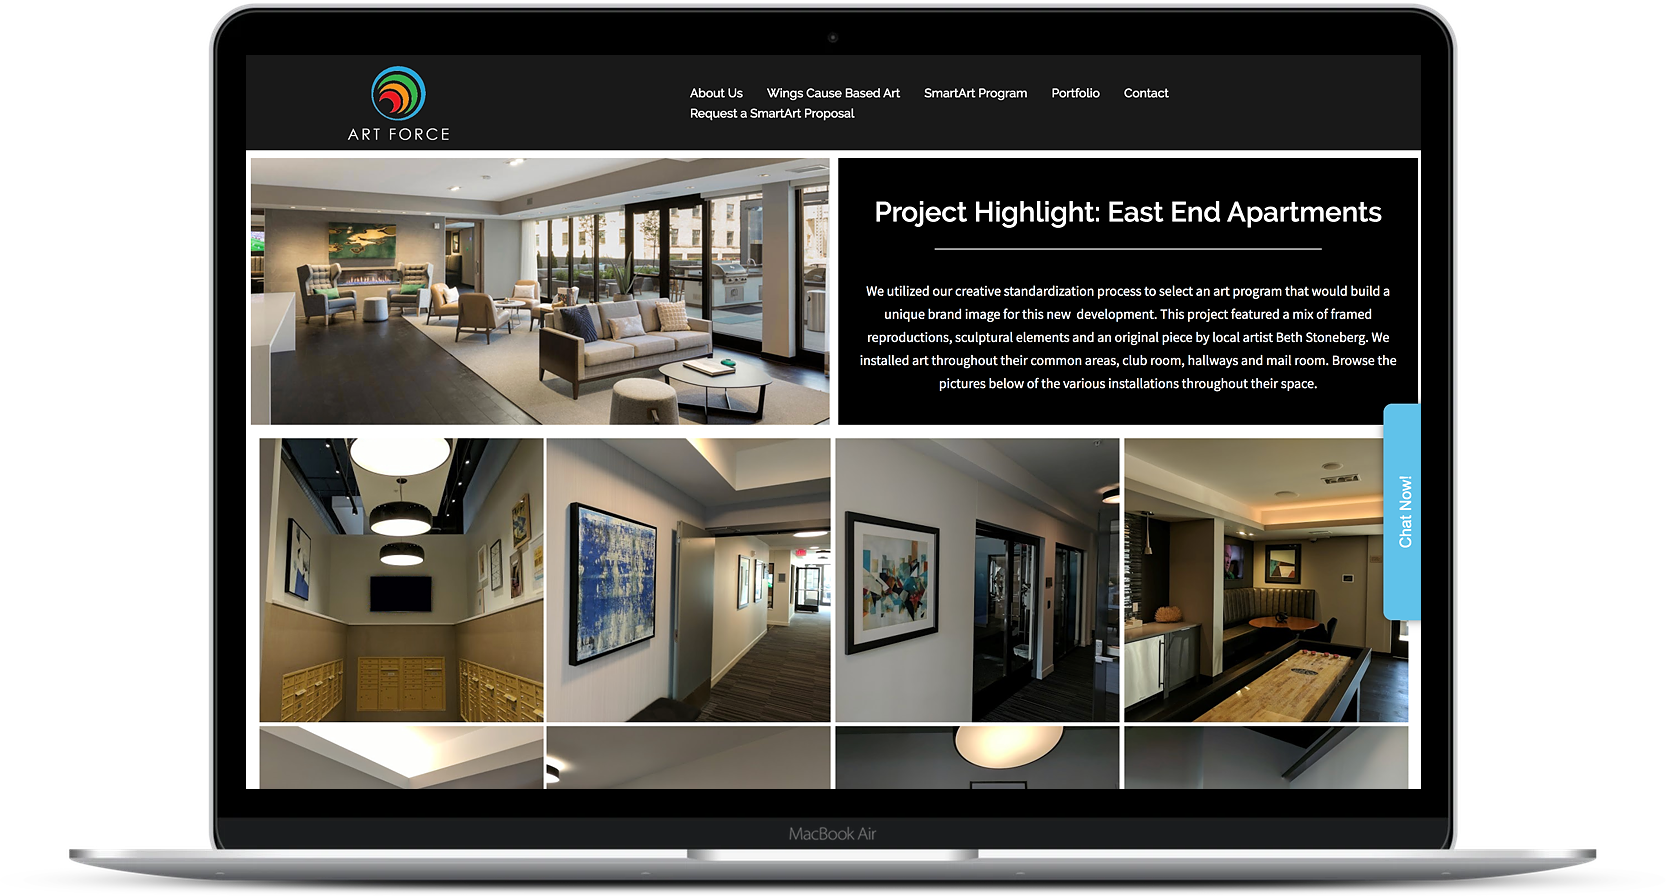 ART FORCE
About Us Wings Cause Based Art SmartArt Program Portfolio Contact
Request a SmartArt Proposal
Project Highlight: East End Apartments
We utilized our creative standardization process to select an art program that would build a
unique brand image for this new development. This project featured a mix of framed
reproductions, sculptural elements and an original piece by local artist Beth Stoneberg. We
installed art throughout their common areas, club room, hallways and mail room. Browse the
pictures below of the various installations throughout their space.
Chat Now!
MacBook Air